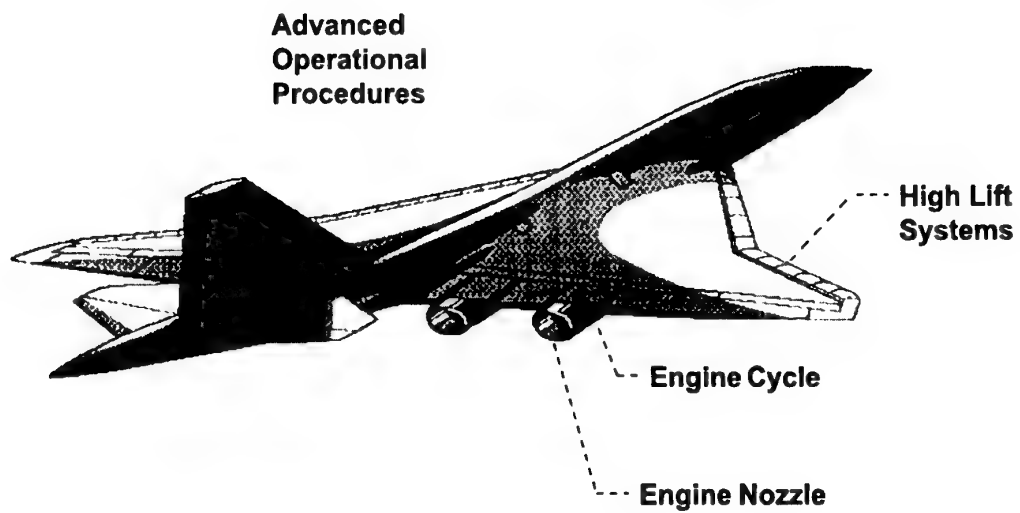 Advanced
Operational
Procedures
High Lift
Systems
Engine Cycle
Engine Nozzle